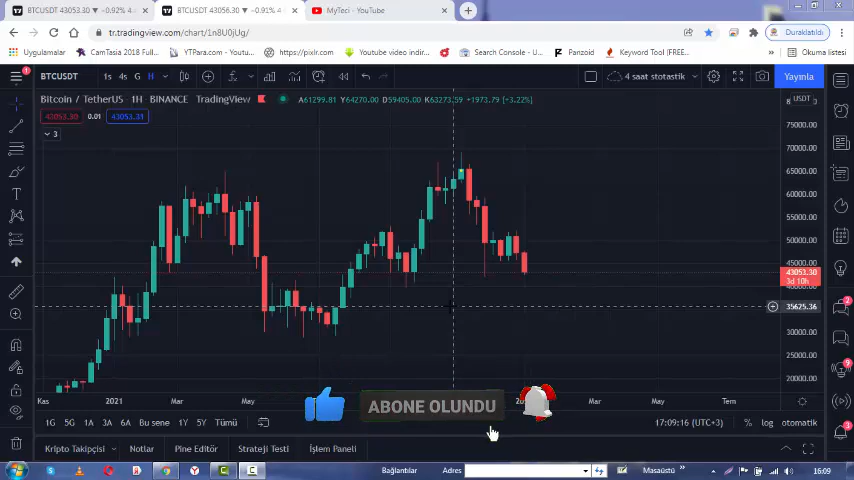 BTCUSDT 43053.30 ▼ −0.92% 4
BTCUSDT 43056.30 ▼ −0.91% 4
MyTeci - YouTube
tr.tradingview.com/chart/1n8U0jUg/
Duraklatıldı
Uygulamalar
CamTasia 2018 Full...
YTPara.com - Googl...
https://pixlr.com
Youtube video indir...
Search Console - U...
Panzoid
Keyword Tool (FREE...
Okuma listesi
BTCUSDT
1s 4s G H
4 saat stotastik
Yayınla
Bitcoin / TetherUS · 1H · BINANCE · TradingView
A61299.81 Y64270.00 D59405.00 K63273.59 +1973.79 (+3.22%)
USDT
43053.30
0.01
43053.31
3
75000.00
70000.00
65000.00
60000.00
55000.00
50000.00
45000.00
43053.30
3d 10h
40000.00
35625.36
30000.00
25000.00
20000.00
ABONE OLUNDU
Kas 2021 Mar May Mar May Tem
1G 5G 1A 3A 6A Bu sene 1Y 5Y Tümü
17:09:16 (UTC+3)
% log otomatik
Kripto Takipçisi
Notlar
Pine Editör
Strateji Testi
İşlem Paneli
Bağlantılar
Adres
Masaüstü
16:09